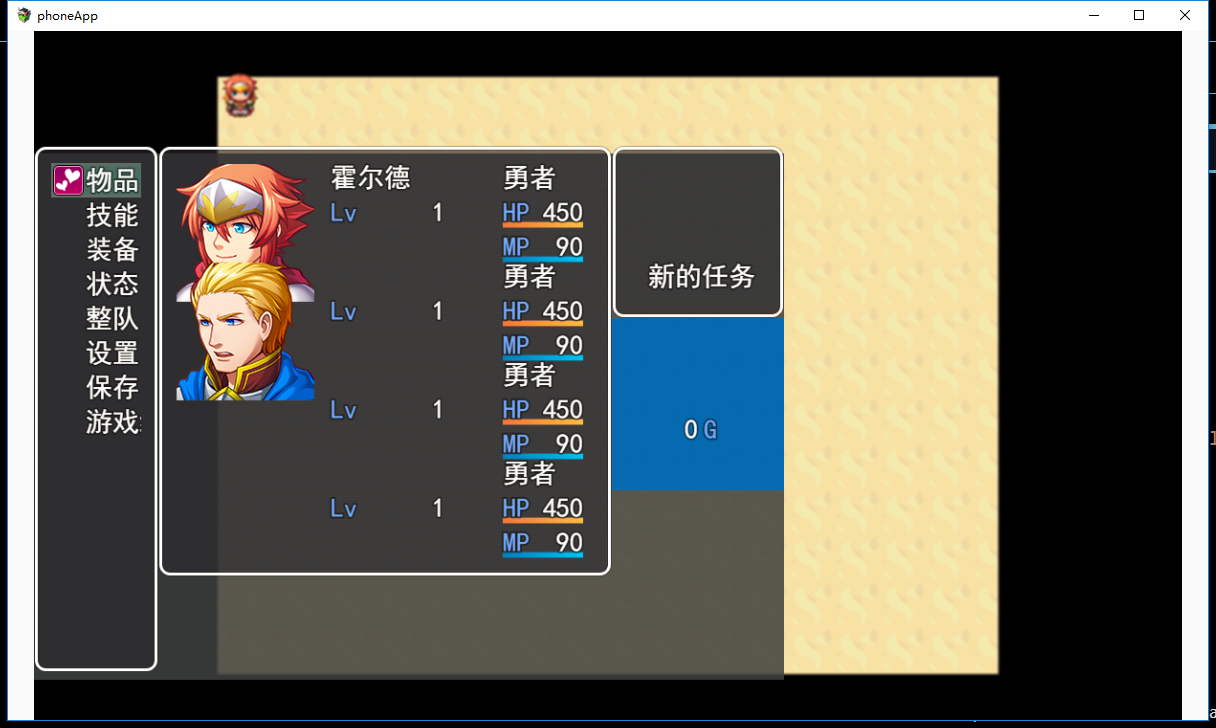 phoneApp
物品
技能
装备
状态
整队
设置
保存
游戏
霍尔德 勇者
Lv 1 HP 450
MP 90
勇者
Lv 1 HP 450
MP 90
勇者
Lv 1 HP 450
MP 90
勇者
Lv 1 HP 450
MP 90
新的任务
0 G